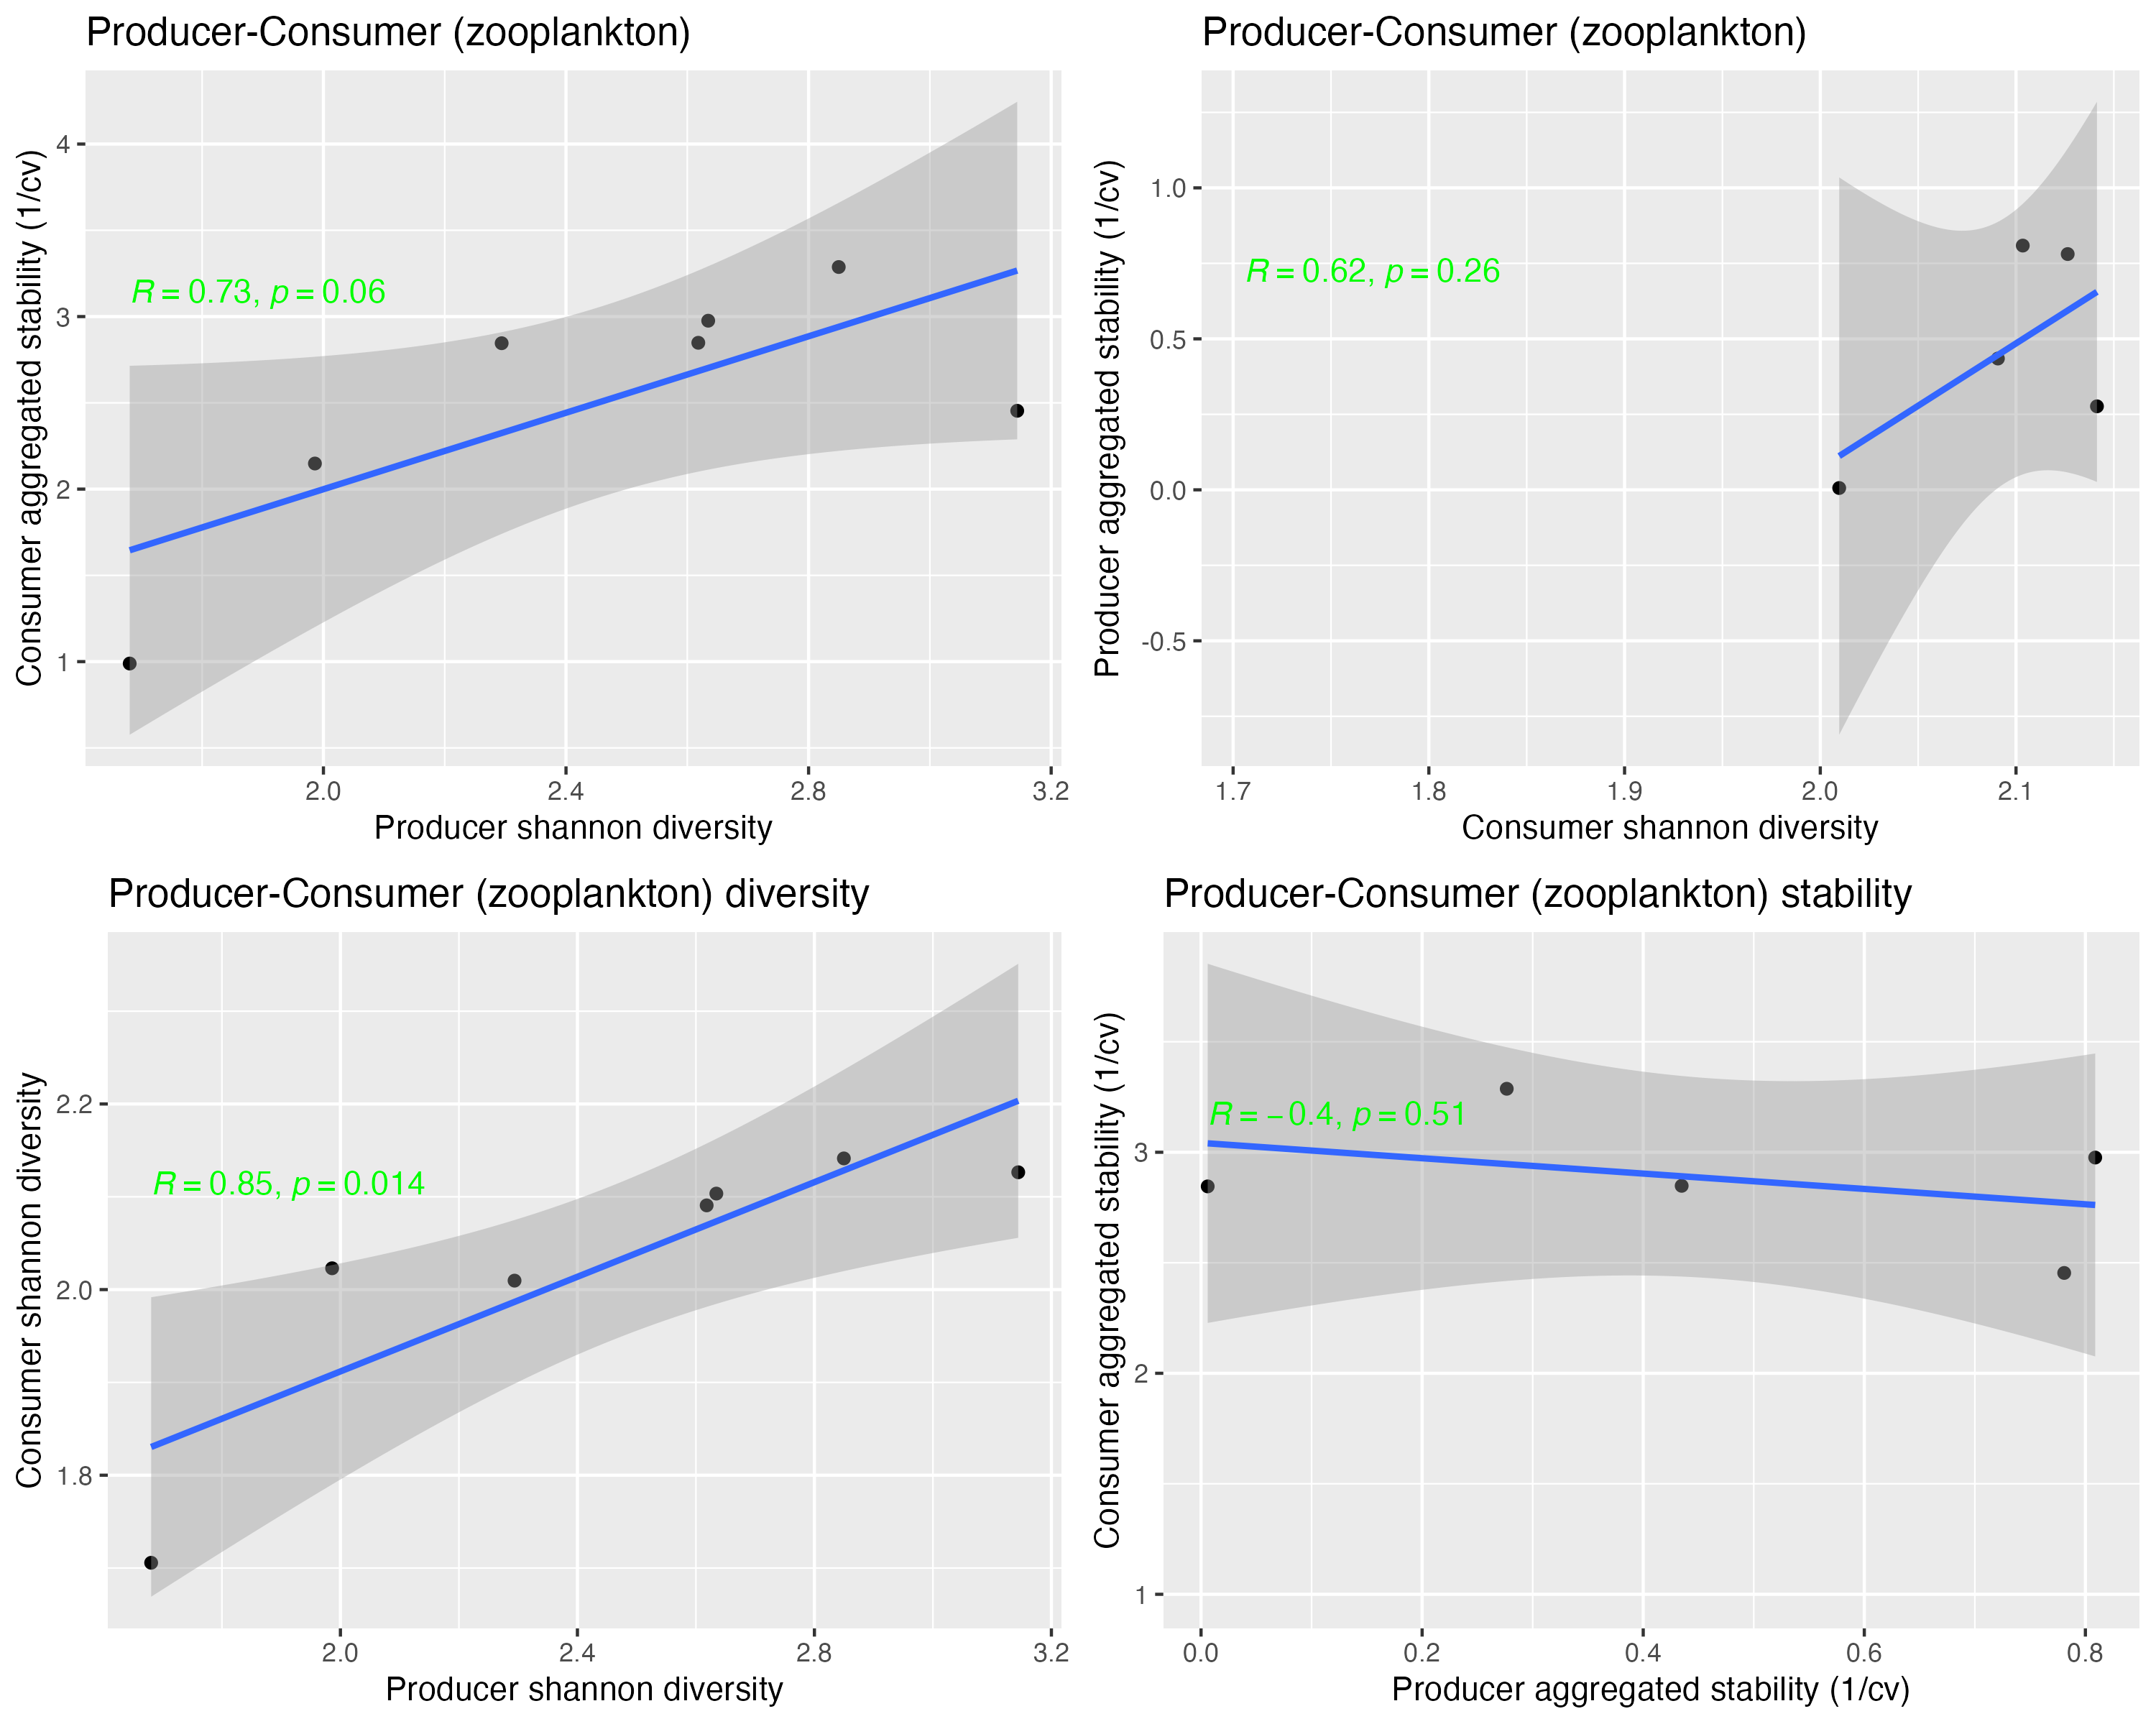 Producer-Consumer (zooplankton)
Consumer aggregated stability (1/cv)
4
3
2
1
R = 0.73, p = 0.06
2.0 2.4 2.8 3.2
Producer shannon diversity
Producer-Consumer (zooplankton)
Producer aggregated stability (1/cv)
1.0
0.5
0.0
-0.5
R = 0.62, p = 0.26
1.7 1.8 1.9 2.0 2.1
Consumer shannon diversity
Producer-Consumer (zooplankton) diversity
Consumer shannon diversity
2.2
2.0
1.8
R = 0.85, p = 0.014
2.0 2.4 2.8 3.2
Producer shannon diversity
Producer-Consumer (zooplankton) stability
Consumer aggregated stability (1/cv)
3
2
1
R = −0.4, p = 0.51
0.0 0.2 0.4 0.6 0.8
Producer aggregated stability (1/cv)